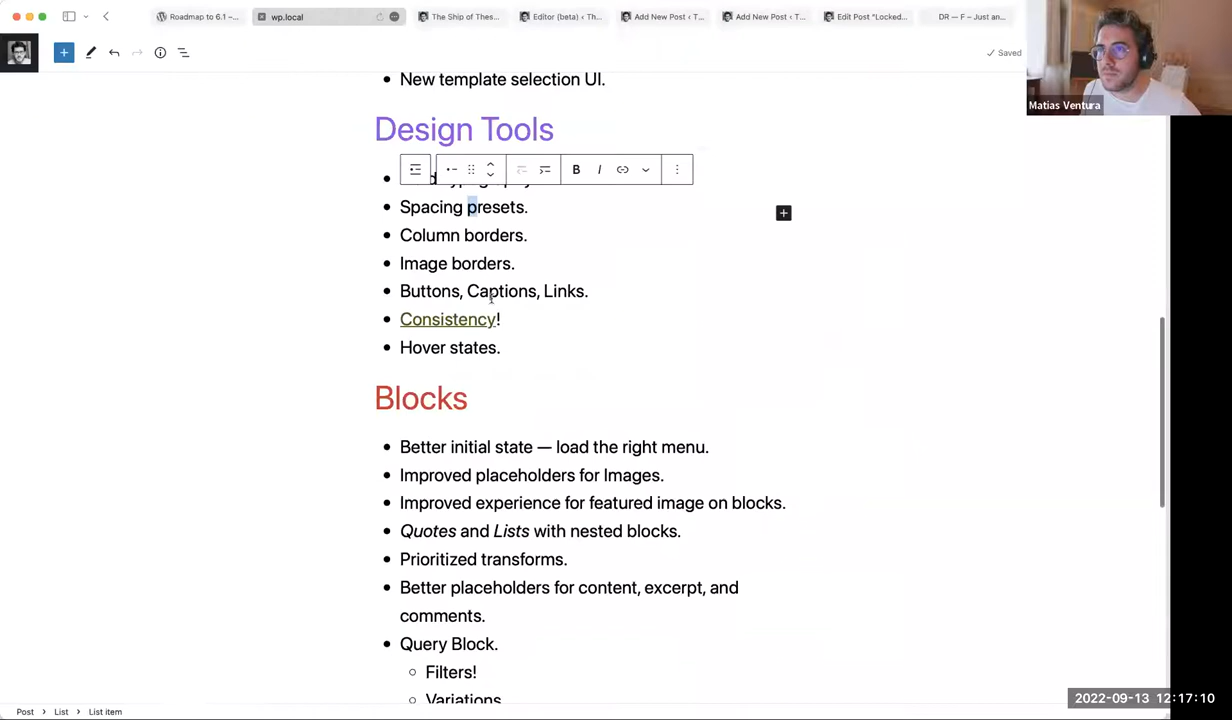 Roadmap to 6.1 –...
wp.local
The Ship of Thes...
Editor (beta) ‹ Th...
Add New Post ‹ T...
Add New Post ‹ T...
Edit Post "Locked...
DR — F – Just an...
Saved
Matias Ventura
New template selection UI.
Design Tools
B I
Spacing presets.
Column borders.
Image borders.
Buttons, Captions, Links.
Consistency!
Hover states.
Blocks
Better initial state — load the right menu.
Improved placeholders for Images.
Improved experience for featured image on blocks.
Quotes and Lists with nested blocks.
Prioritized transforms.
Better placeholders for content, excerpt, and
comments.
Query Block.
Filters!
Variations
Post > List > List item
2022-09-13 12:17:10